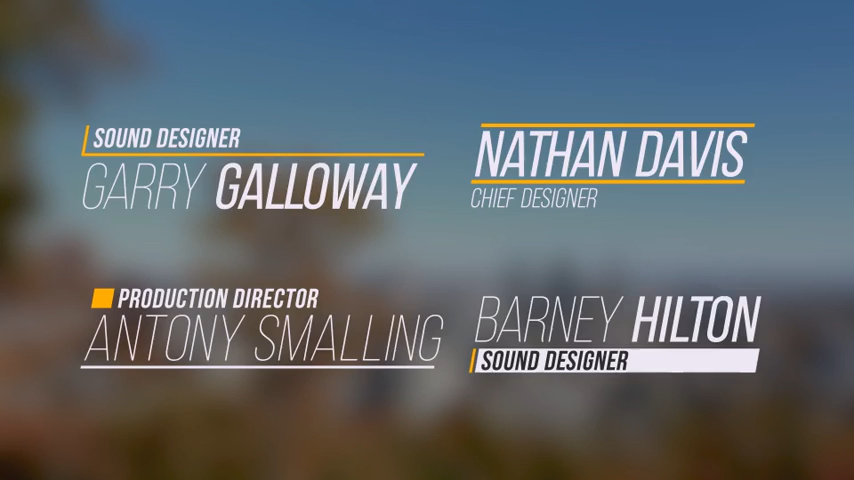 SOUND DESIGNER
GARRY GALLOWAY
NATHAN DAVIS
CHIEF DESIGNER
PRODUCTION DIRECTOR
ANTONY SMALLING
BARNEY HILTON
SOUND DESIGNER